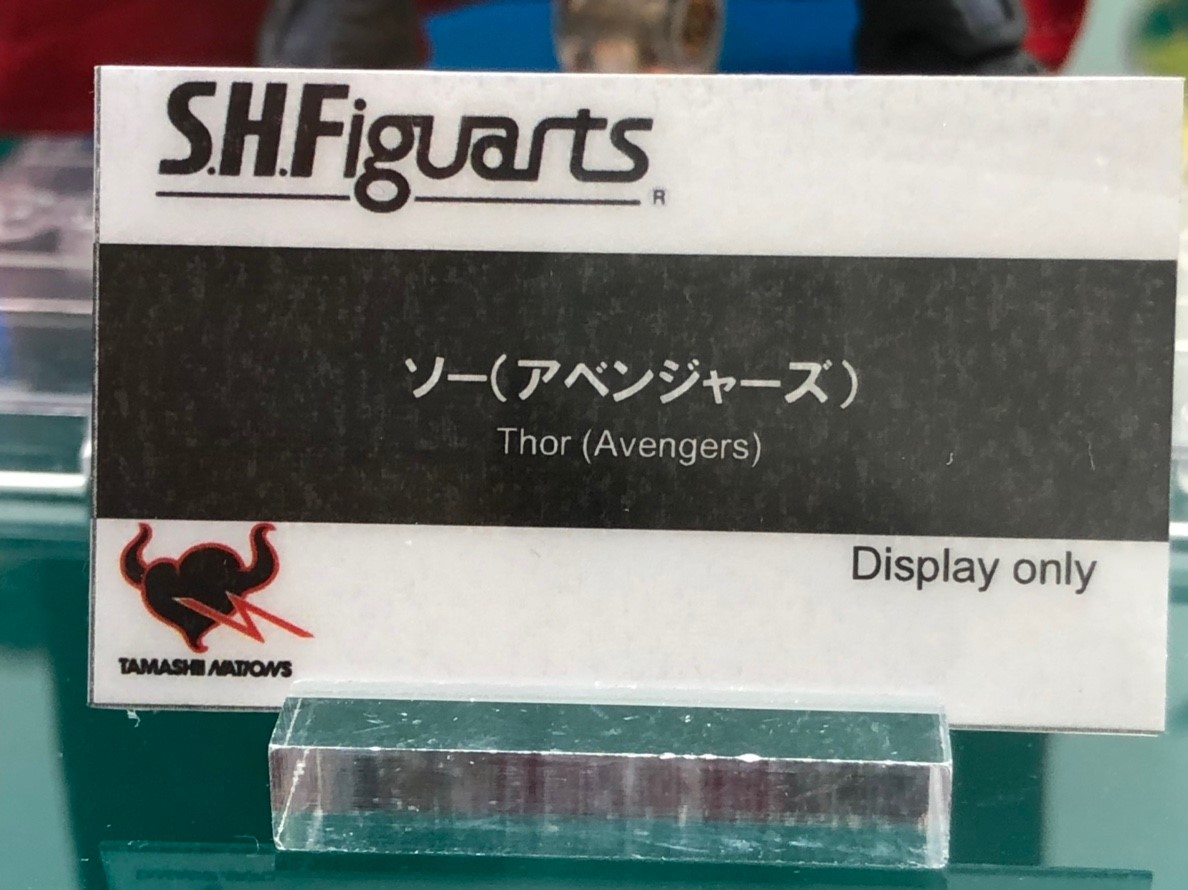 S.H.Figuarts
R
ソー(アベンジャーズ)
Thor (Avengers)
Display only
TAMASHII NATIONS